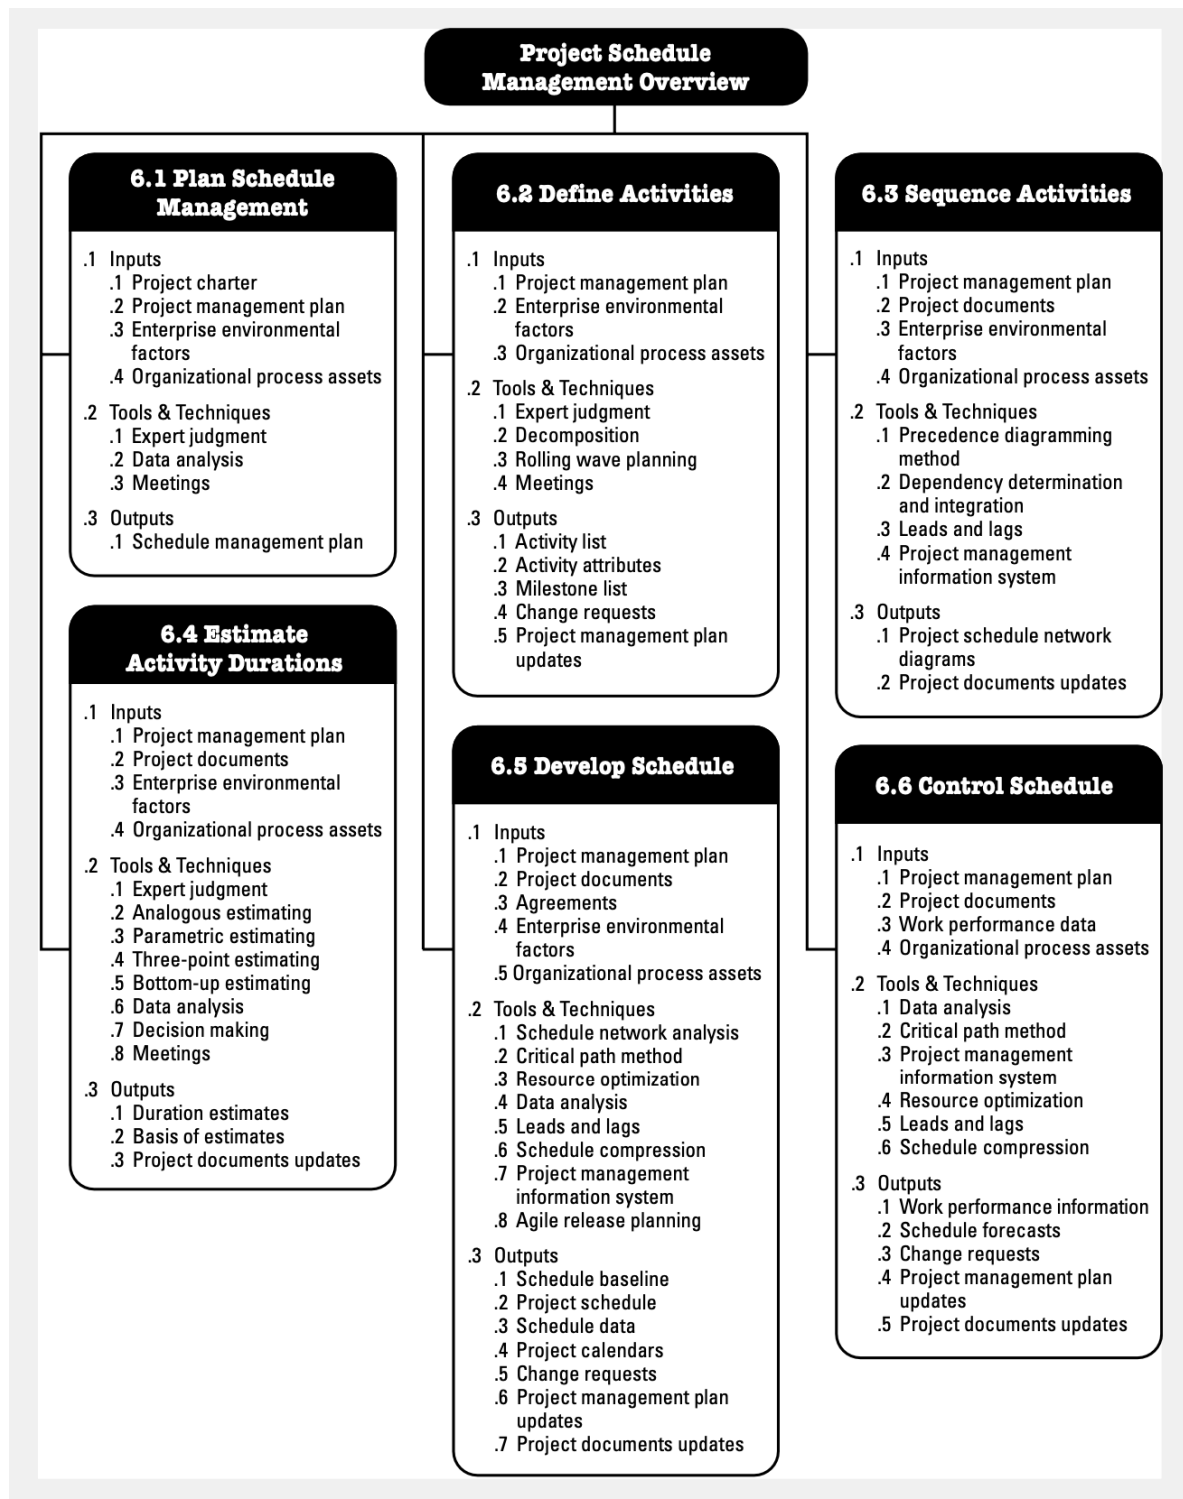 Project Schedule
Management Overview
6.1 Plan Schedule
Management
.1 Inputs
.1 Project charter
.2 Project management plan
.3 Enterprise environmental
factors
.4 Organizational process assets
.2 Tools & Techniques
.1 Expert judgment
.2 Data analysis
.3 Meetings
.3 Outputs
.1 Schedule management plan
6.2 Define Activities
.1 Inputs
.1 Project management plan
.2 Enterprise environmental
factors
.3 Organizational process assets
.2 Tools & Techniques
.1 Expert judgment
.2 Decomposition
.3 Rolling wave planning
.4 Meetings
.3 Outputs
.1 Activity list
.2 Activity attributes
.3 Milestone list
.4 Change requests
.5 Project management plan
updates
6.3 Sequence Activities
.1 Inputs
.1 Project management plan
.2 Project documents
.3 Enterprise environmental
factors
.4 Organizational process assets
.2 Tools & Techniques
.1 Precedence diagramming
method
.2 Dependency determination
and integration
.3 Leads and lags
.4 Project management
information system
.3 Outputs
.1 Project schedule network
diagrams
.2 Project documents updates
6.4 Estimate
Activity Durations
.1 Inputs
.1 Project management plan
.2 Project documents
.3 Enterprise environmental
factors
.4 Organizational process assets
.2 Tools & Techniques
.1 Expert judgment
.2 Analogous estimating
.3 Parametric estimating
.4 Three-point estimating
.5 Bottom-up estimating
.6 Data analysis
.7 Decision making
.8 Meetings
.3 Outputs
.1 Duration estimates
.2 Basis of estimates
.3 Project documents updates
6.5 Develop Schedule
.1 Inputs
.1 Project management plan
.2 Project documents
.3 Agreements
.4 Enterprise environmental
factors
.5 Organizational process assets
.2 Tools & Techniques
.1 Schedule network analysis
.2 Critical path method
.3 Resource optimization
.4 Data analysis
.5 Leads and lags
.6 Schedule compression
.7 Project management
information system
.8 Agile release planning
.3 Outputs
.1 Schedule baseline
.2 Project schedule
.3 Schedule data
.4 Project calendars
.5 Change requests
.6 Project management plan
updates
.7 Project documents updates
6.6 Control Schedule
.1 Inputs
.1 Project management plan
.2 Project documents
.3 Work performance data
.4 Organizational process assets
.2 Tools & Techniques
.1 Data analysis
.2 Critical path method
.3 Project management
information system
.4 Resource optimization
.5 Leads and lags
.6 Schedule compression
.3 Outputs
.1 Work performance information
.2 Schedule forecasts
.3 Change requests
.4 Project management plan
updates
.5 Project documents updates